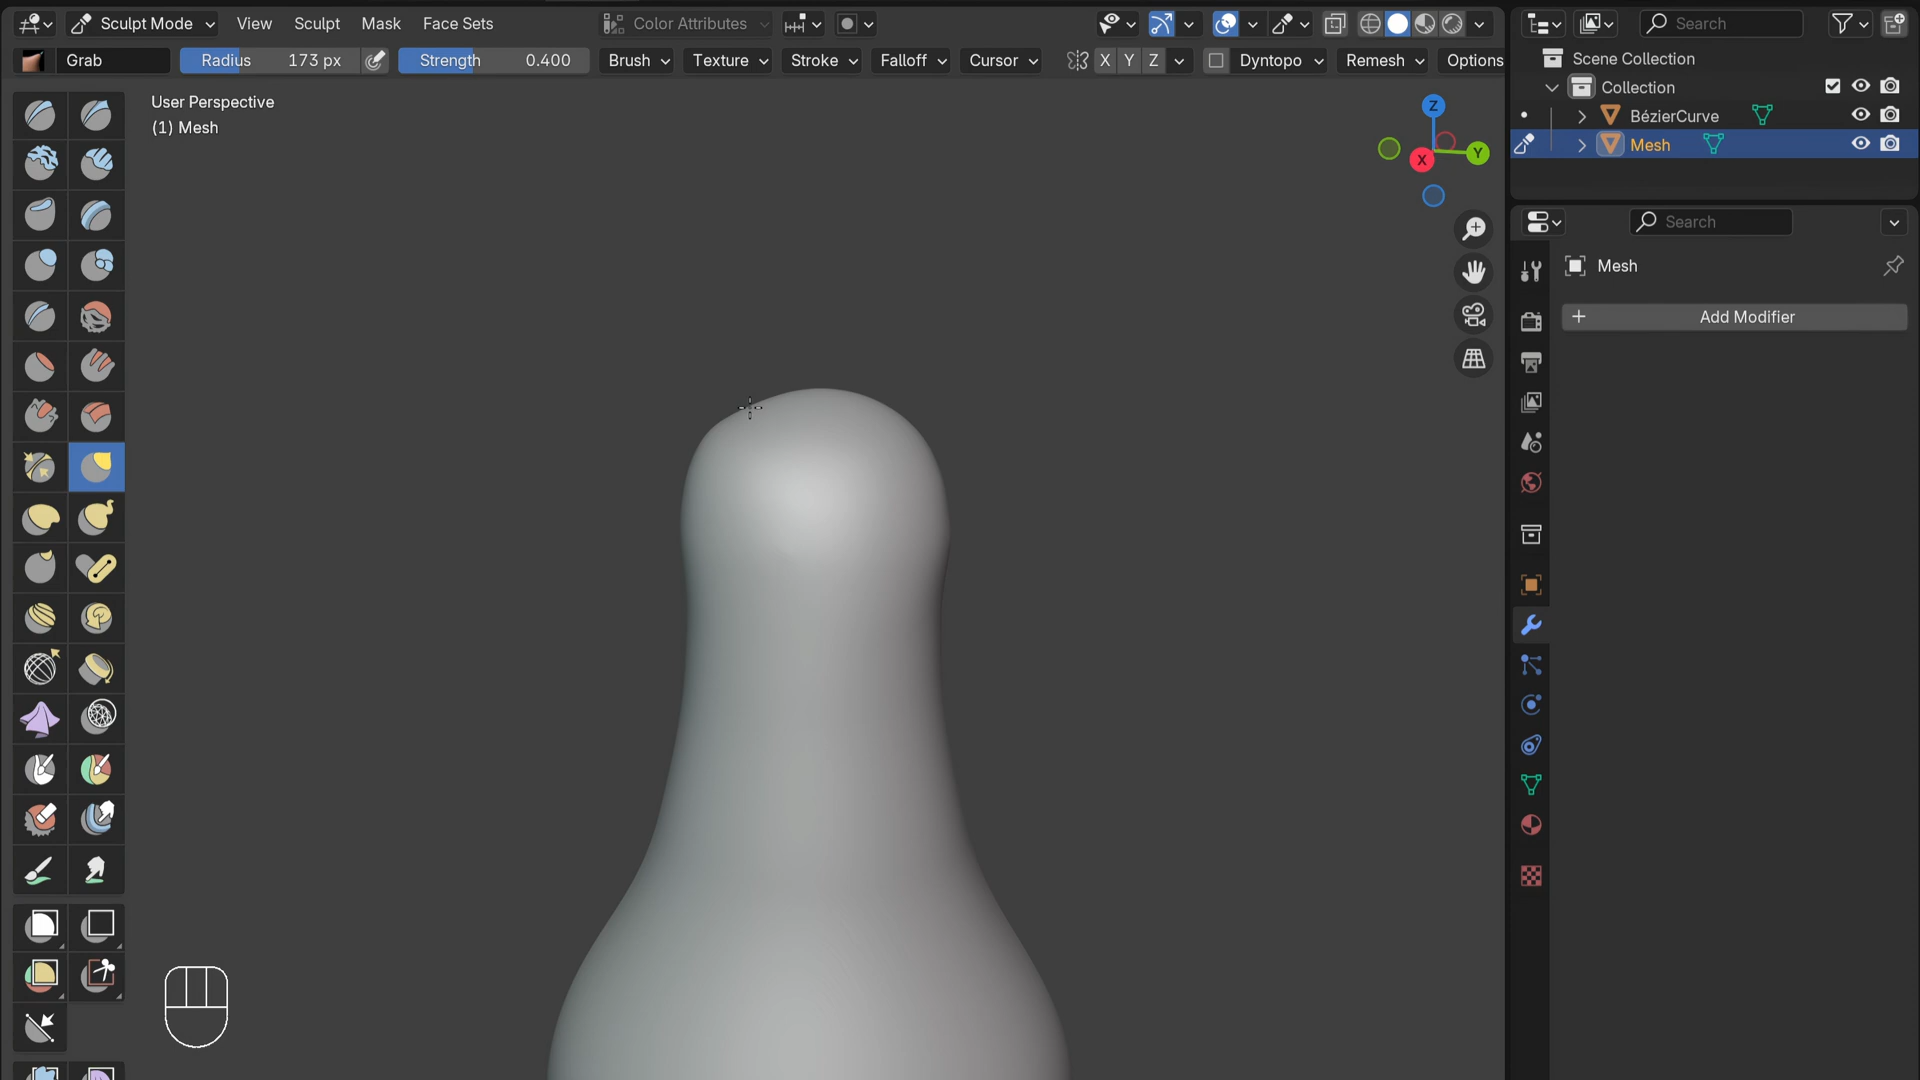 Sculpt Mode View Sculpt Mask Face Sets Color Attributes Search
Grab Radius 173 px Strength 0.400 Brush Texture Stroke Falloff Cursor X Y Z Dyntopo Remesh Options
Scene Collection
Collection
BézierCurve
Mesh
User Perspective
(1) Mesh
Z
Y
X
Search
Mesh
Add Modifier